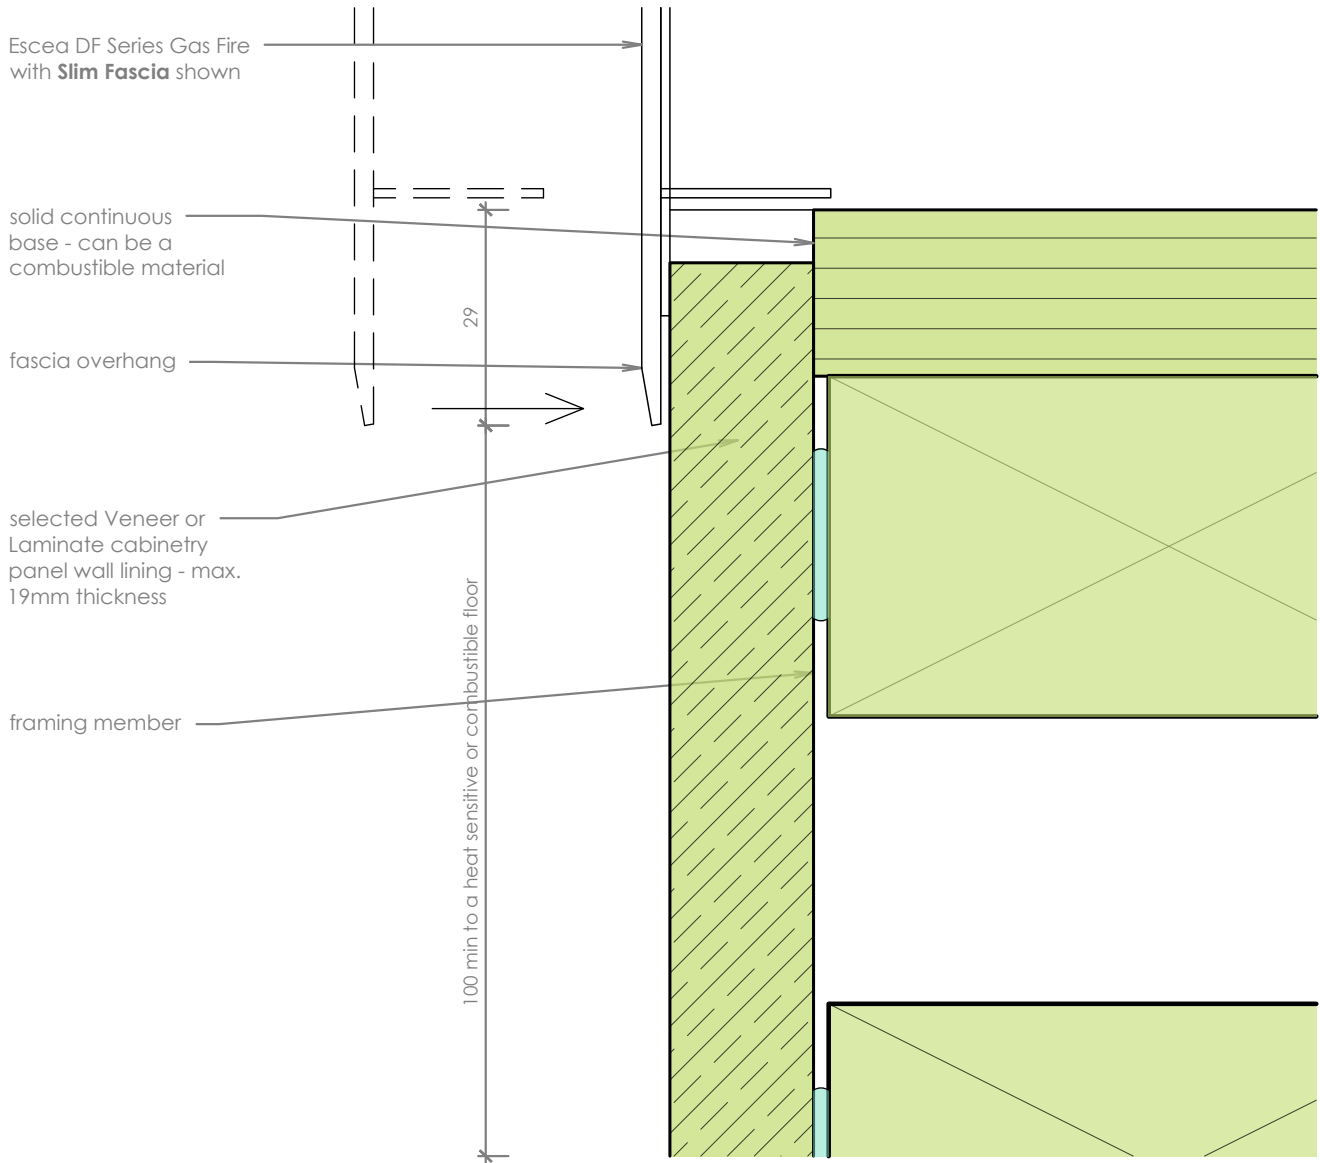 Escea DF Series Gas Fire
with Slim Fascia shown
solid continuous
base - can be a
combustible material
29
fascia overhang
selected Veneer or
Laminate cabinetry
panel wall lining - max.
19mm thickness
100 min to a heat sensitive or combustible floor
framing member